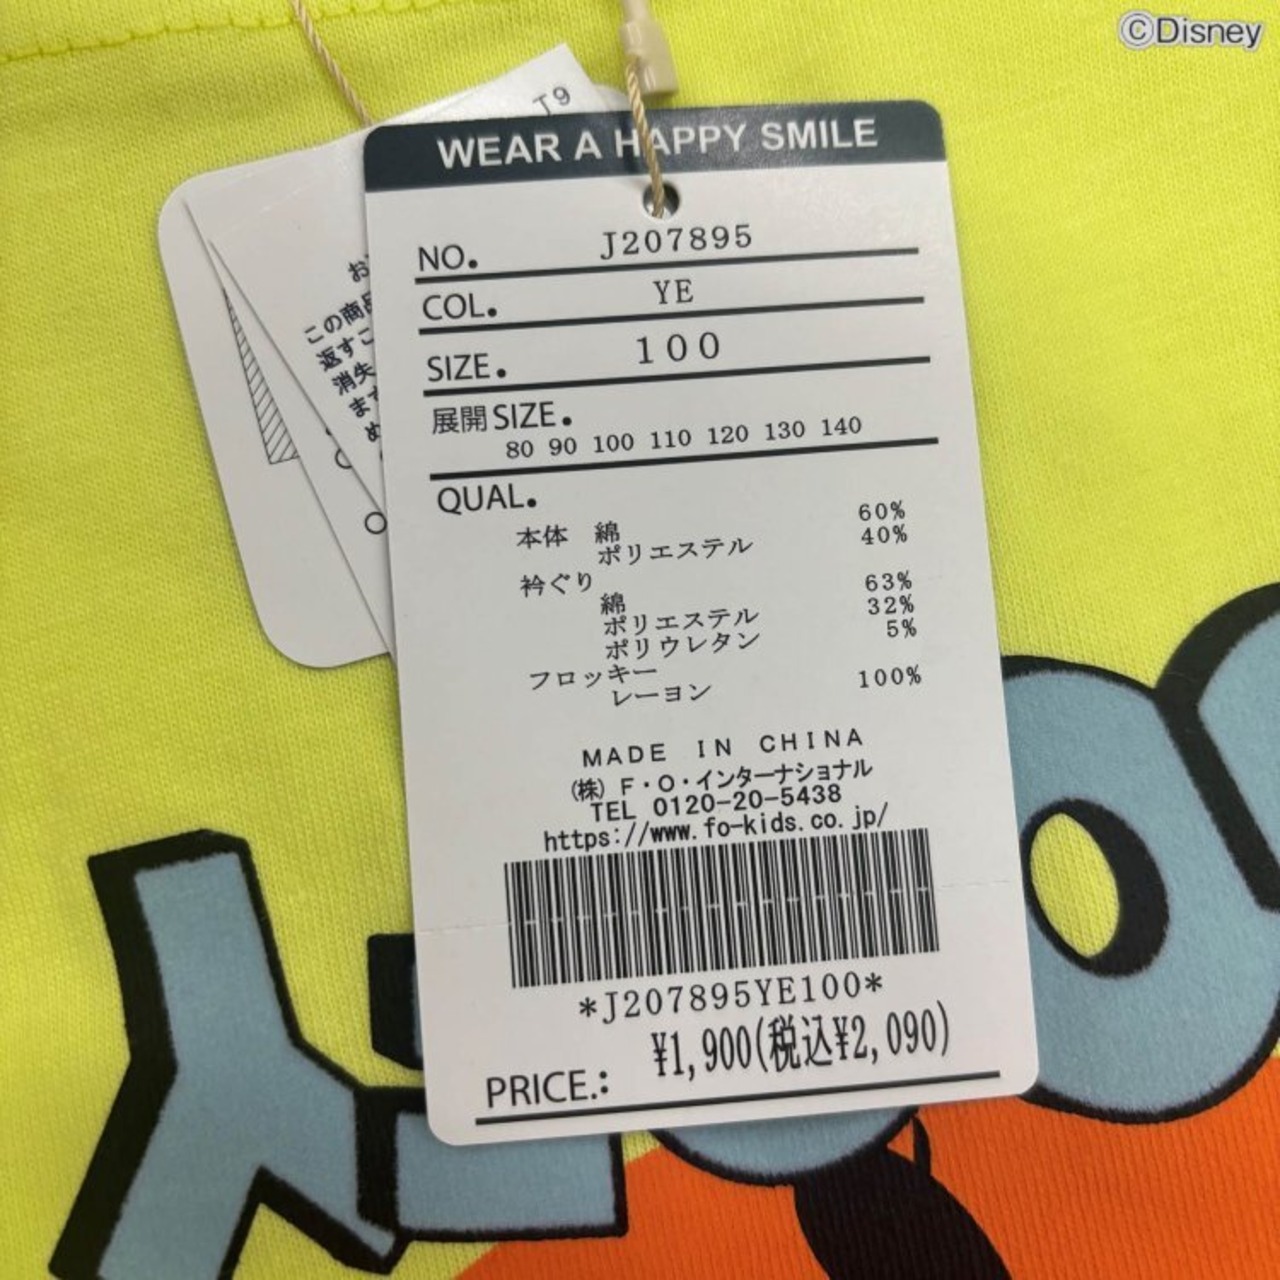 ©Disney
J9
WEAR A HAPPY SMILE
NO. J207895
COL. YE
SIZE. 100
展開SIZE.
80 90 100 110 120 130 140
QUAL.
本体 綿 60%
ポリエステル 40%
衿ぐり
綿 63%
ポリエステル 32%
ポリウレタン 5%
フロッキー
レーヨン 100%
MADE IN CHINA
(株) F・O・インターナショナル
TEL 0120-20-5438
https://www.fo-kids.co.jp/
*J207895YE100*
¥1,900(税込¥2,090)
PRICE.:
この商品
返すこ
消失
ます
め